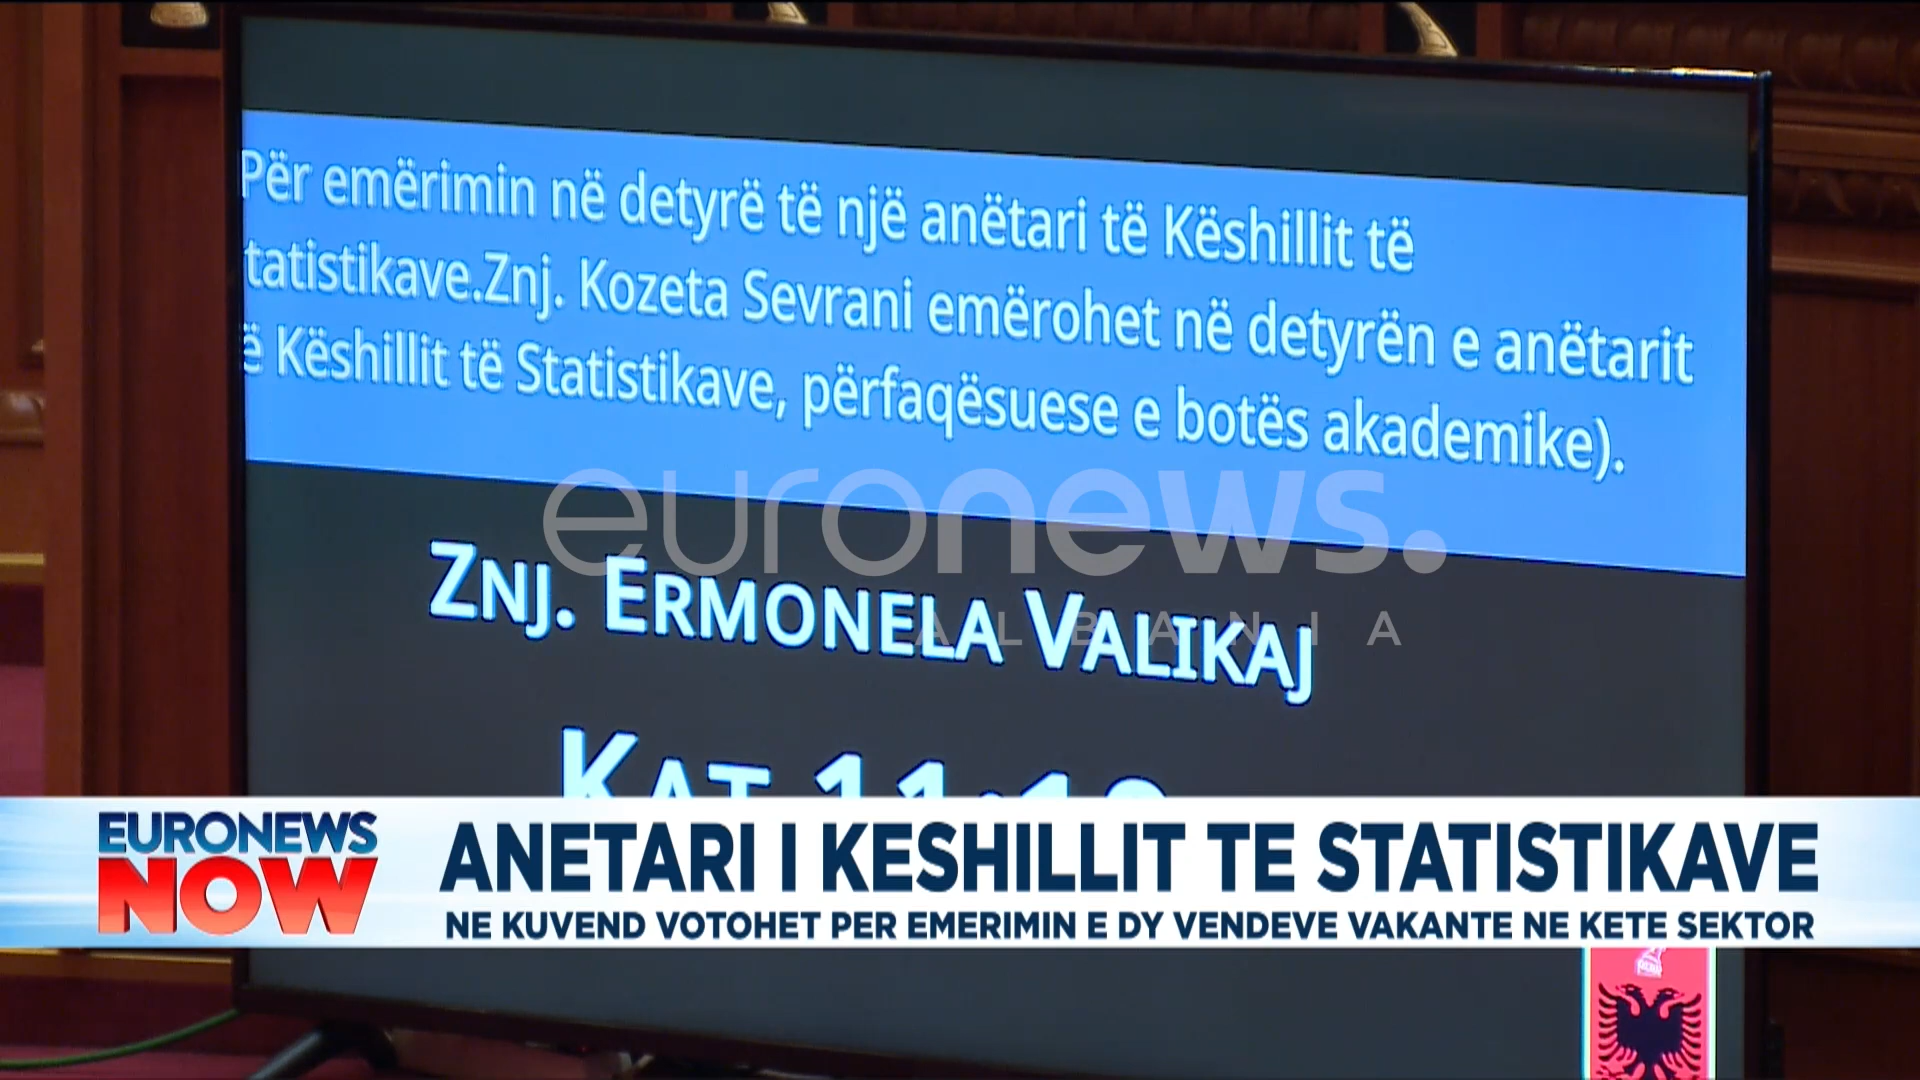 Për emërimin në detyrë të një anëtari të Këshillit të
tatistikave.Znj. Kozeta Sevrani emërohet në detyrën e anëtarit
ë Këshillit të Statistikave, përfaqësuese e botës akademike).
euronews.
ALBANIA
ZNJ. ERMONELA VALIKAJ
KAT
EURONEWS
NOW
ANETARI I KESHILLIT TE STATISTIKAVE
NE KUVEND VOTOHET PER EMERIMIN E DY VENDEVE VAKANTE NE KETE SEKTOR